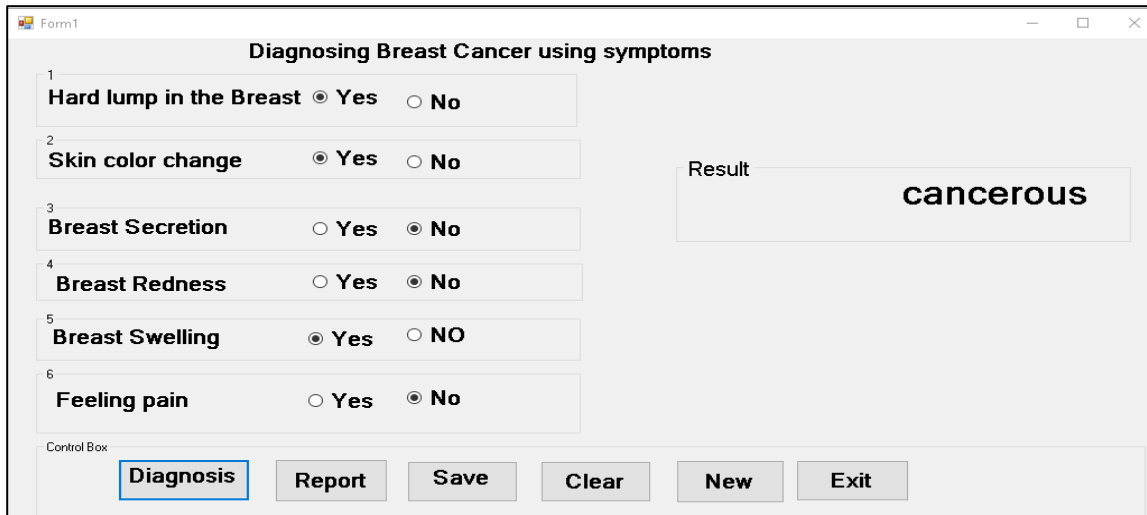 Form1
Diagnosing Breast Cancer using symptoms
1
Hard lump in the Breast Yes No
2
Skin color change Yes No
Result
cancerous
3
Breast Secretion Yes No
4
Breast Redness Yes No
5
Breast Swelling Yes NO
6
Feeling pain Yes No
Control Box
Diagnosis Report Save Clear New Exit